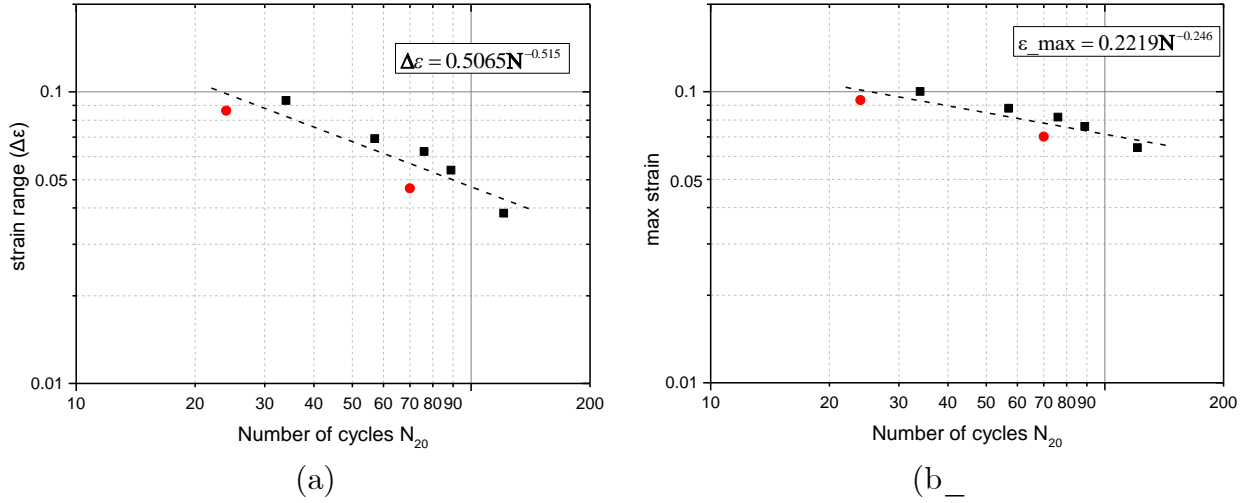 Δε = 0.5065N^−0.515
0.1
0.05
0.01
strain range (Δε)
10 20 30 40 50 60 70 80 90 100 200
Number of cycles N₂₀
(a)
ε_max = 0.2219N^−0.246
0.1
0.05
0.01
max strain
10 20 30 40 50 60 70 80 90 100 200
Number of cycles N₂₀
(b_